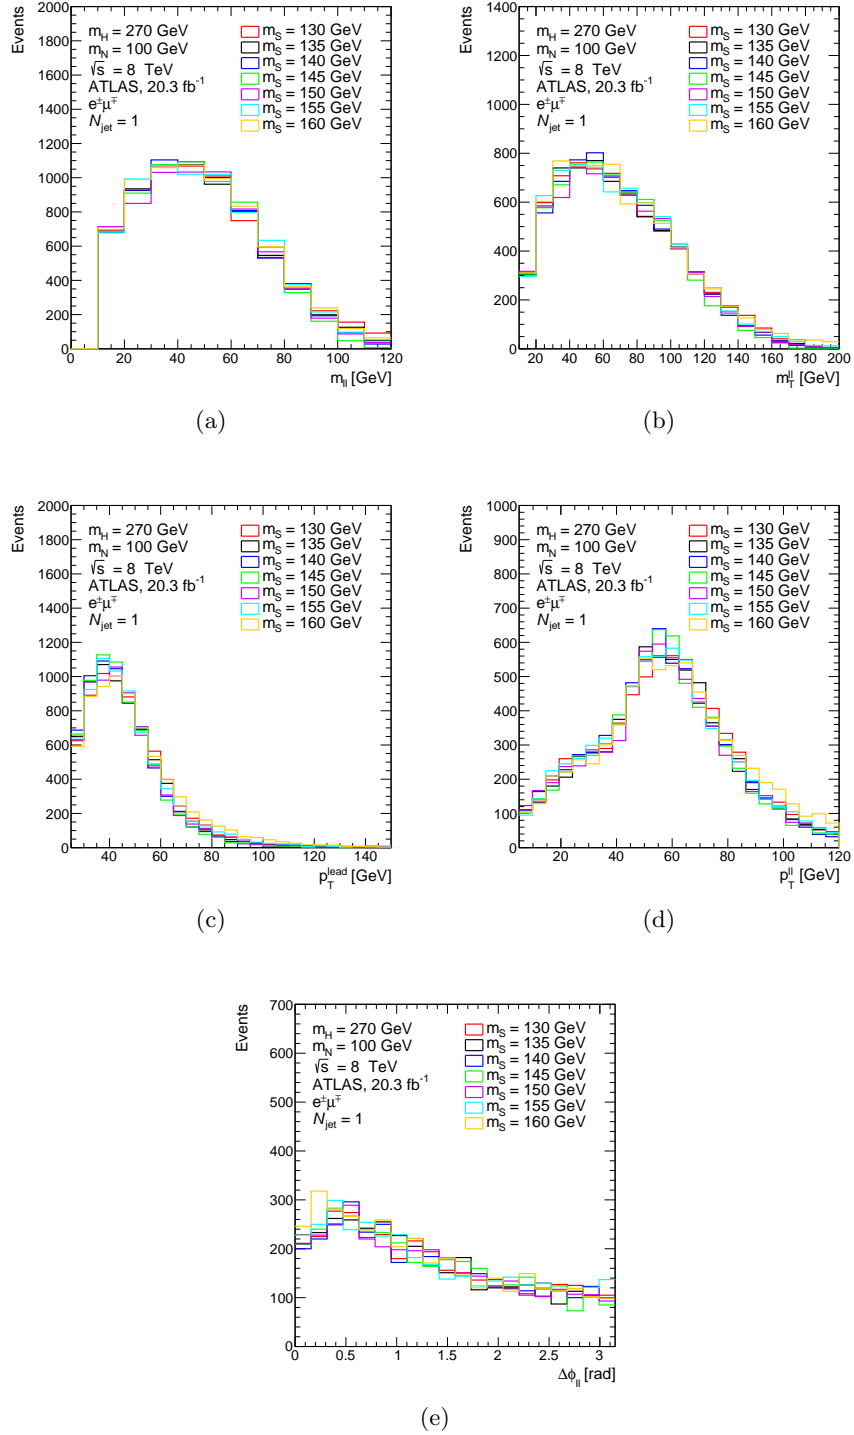 Events
2000
1800
1600
1400
1200
1000
800
600
400
200
0
m_H = 270 GeV
m_N = 100 GeV
√s = 8 TeV
ATLAS, 20.3 fb⁻¹
e±μ∓
N_jet = 1
m_S = 130 GeV
m_S = 135 GeV
m_S = 140 GeV
m_S = 145 GeV
m_S = 150 GeV
m_S = 155 GeV
m_S = 160 GeV
0 20 40 60 80 100 120
m_ll [GeV]
(a)
Events
1400
1200
1000
800
600
400
200
0
m_H = 270 GeV
m_N = 100 GeV
√s = 8 TeV
ATLAS, 20.3 fb⁻¹
e±μ∓
N_jet = 1
m_S = 130 GeV
m_S = 135 GeV
m_S = 140 GeV
m_S = 145 GeV
m_S = 150 GeV
m_S = 155 GeV
m_S = 160 GeV
20 40 60 80 100 120 140 160 180 200
m_T^ll [GeV]
(b)
Events
2000
1800
1600
1400
1200
1000
800
600
400
200
0
m_H = 270 GeV
m_N = 100 GeV
√s = 8 TeV
ATLAS, 20.3 fb⁻¹
e±μ∓
N_jet = 1
m_S = 130 GeV
m_S = 135 GeV
m_S = 140 GeV
m_S = 145 GeV
m_S = 150 GeV
m_S = 155 GeV
m_S = 160 GeV
40 60 80 100 120 140
p_T^lead [GeV]
(c)
Events
1000
900
800
700
600
500
400
300
200
100
0
m_H = 270 GeV
m_N = 100 GeV
√s = 8 TeV
ATLAS, 20.3 fb⁻¹
e±μ∓
N_jet = 1
m_S = 130 GeV
m_S = 135 GeV
m_S = 140 GeV
m_S = 145 GeV
m_S = 150 GeV
m_S = 155 GeV
m_S = 160 GeV
20 40 60 80 100 120
p_T^ll [GeV]
(d)
Events
700
600
500
400
300
200
100
0
m_H = 270 GeV
m_N = 100 GeV
√s = 8 TeV
ATLAS, 20.3 fb⁻¹
e±μ∓
N_jet = 1
m_S = 130 GeV
m_S = 135 GeV
m_S = 140 GeV
m_S = 145 GeV
m_S = 150 GeV
m_S = 155 GeV
m_S = 160 GeV
0 0.5 1 1.5 2 2.5 3
Δϕ_ll [rad]
(e)